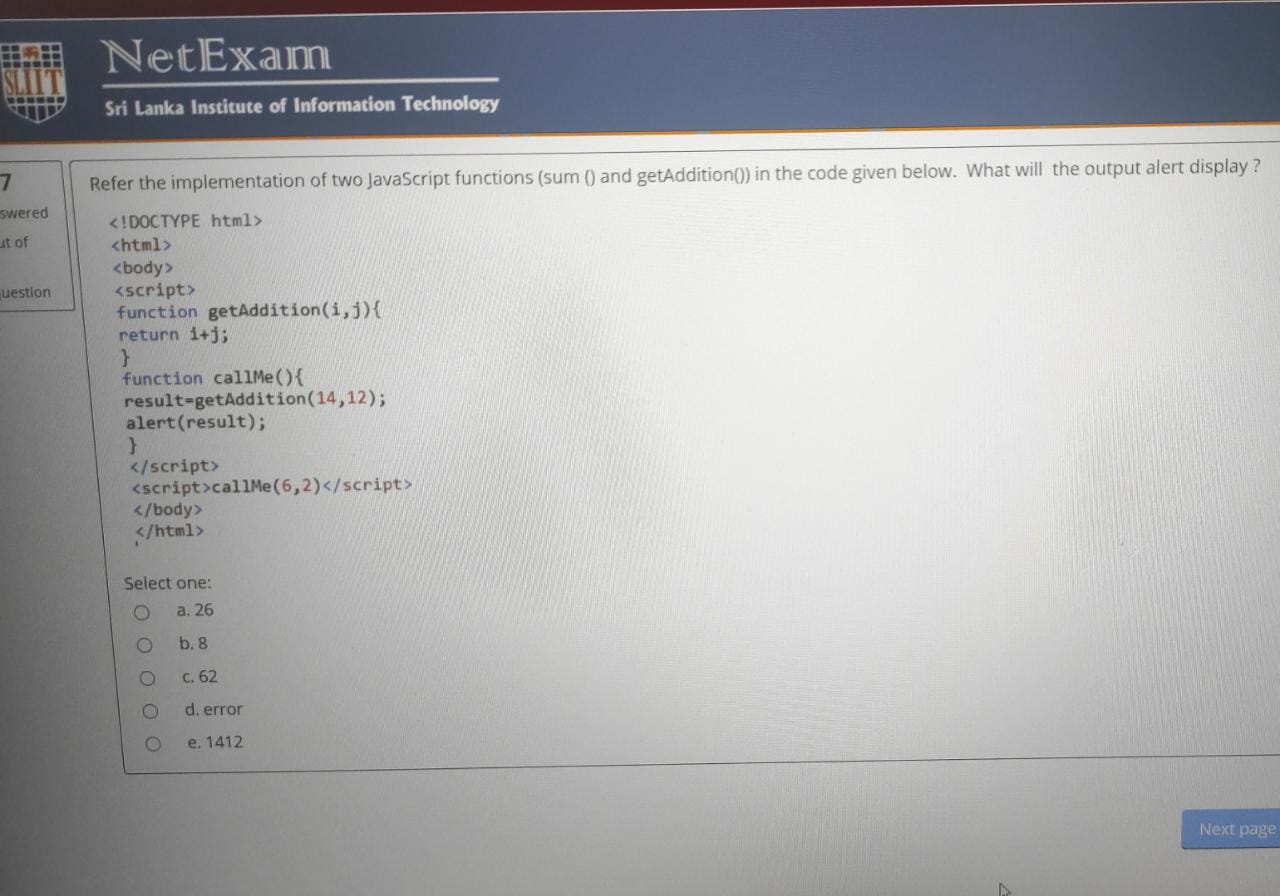 SLIIT
NetExam
Sri Lanka Institute of Information Technology
7
swered
ut of
uestion
Refer the implementation of two JavaScript functions (sum () and getAddition()) in the code given below. What will the output alert display ?
<!DOCTYPE html>
<html>
<body>
<script>
function getAddition(i,j){
return i+j;
}
function callMe(){
result=getAddition(14,12);
alert(result);
}
</script>
<script>callMe(6,2)</script>
</body>
</html>
Select one:
a. 26
b. 8
c. 62
d. error
e. 1412
Next page